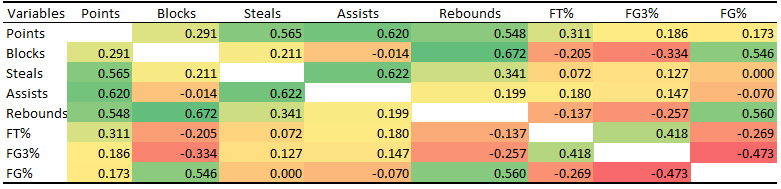 Variables Points Blocks Steals Assists Rebounds FT% FG3% FG%
Points 0.291 0.565 0.620 0.548 0.311 0.186 0.173
Blocks 0.291 0.211 -0.014 0.672 -0.205 -0.334 0.546
Steals 0.565 0.211 0.622 0.341 0.072 0.127 0.000
Assists 0.620 -0.014 0.622 0.199 0.180 0.147 -0.070
Rebounds 0.548 0.672 0.341 0.199 -0.137 -0.257 0.560
FT% 0.311 -0.205 0.072 0.180 -0.137 0.418 -0.269
FG3% 0.186 -0.334 0.127 0.147 -0.257 0.418 -0.473
FG% 0.173 0.546 0.000 -0.070 0.560 -0.269 -0.473